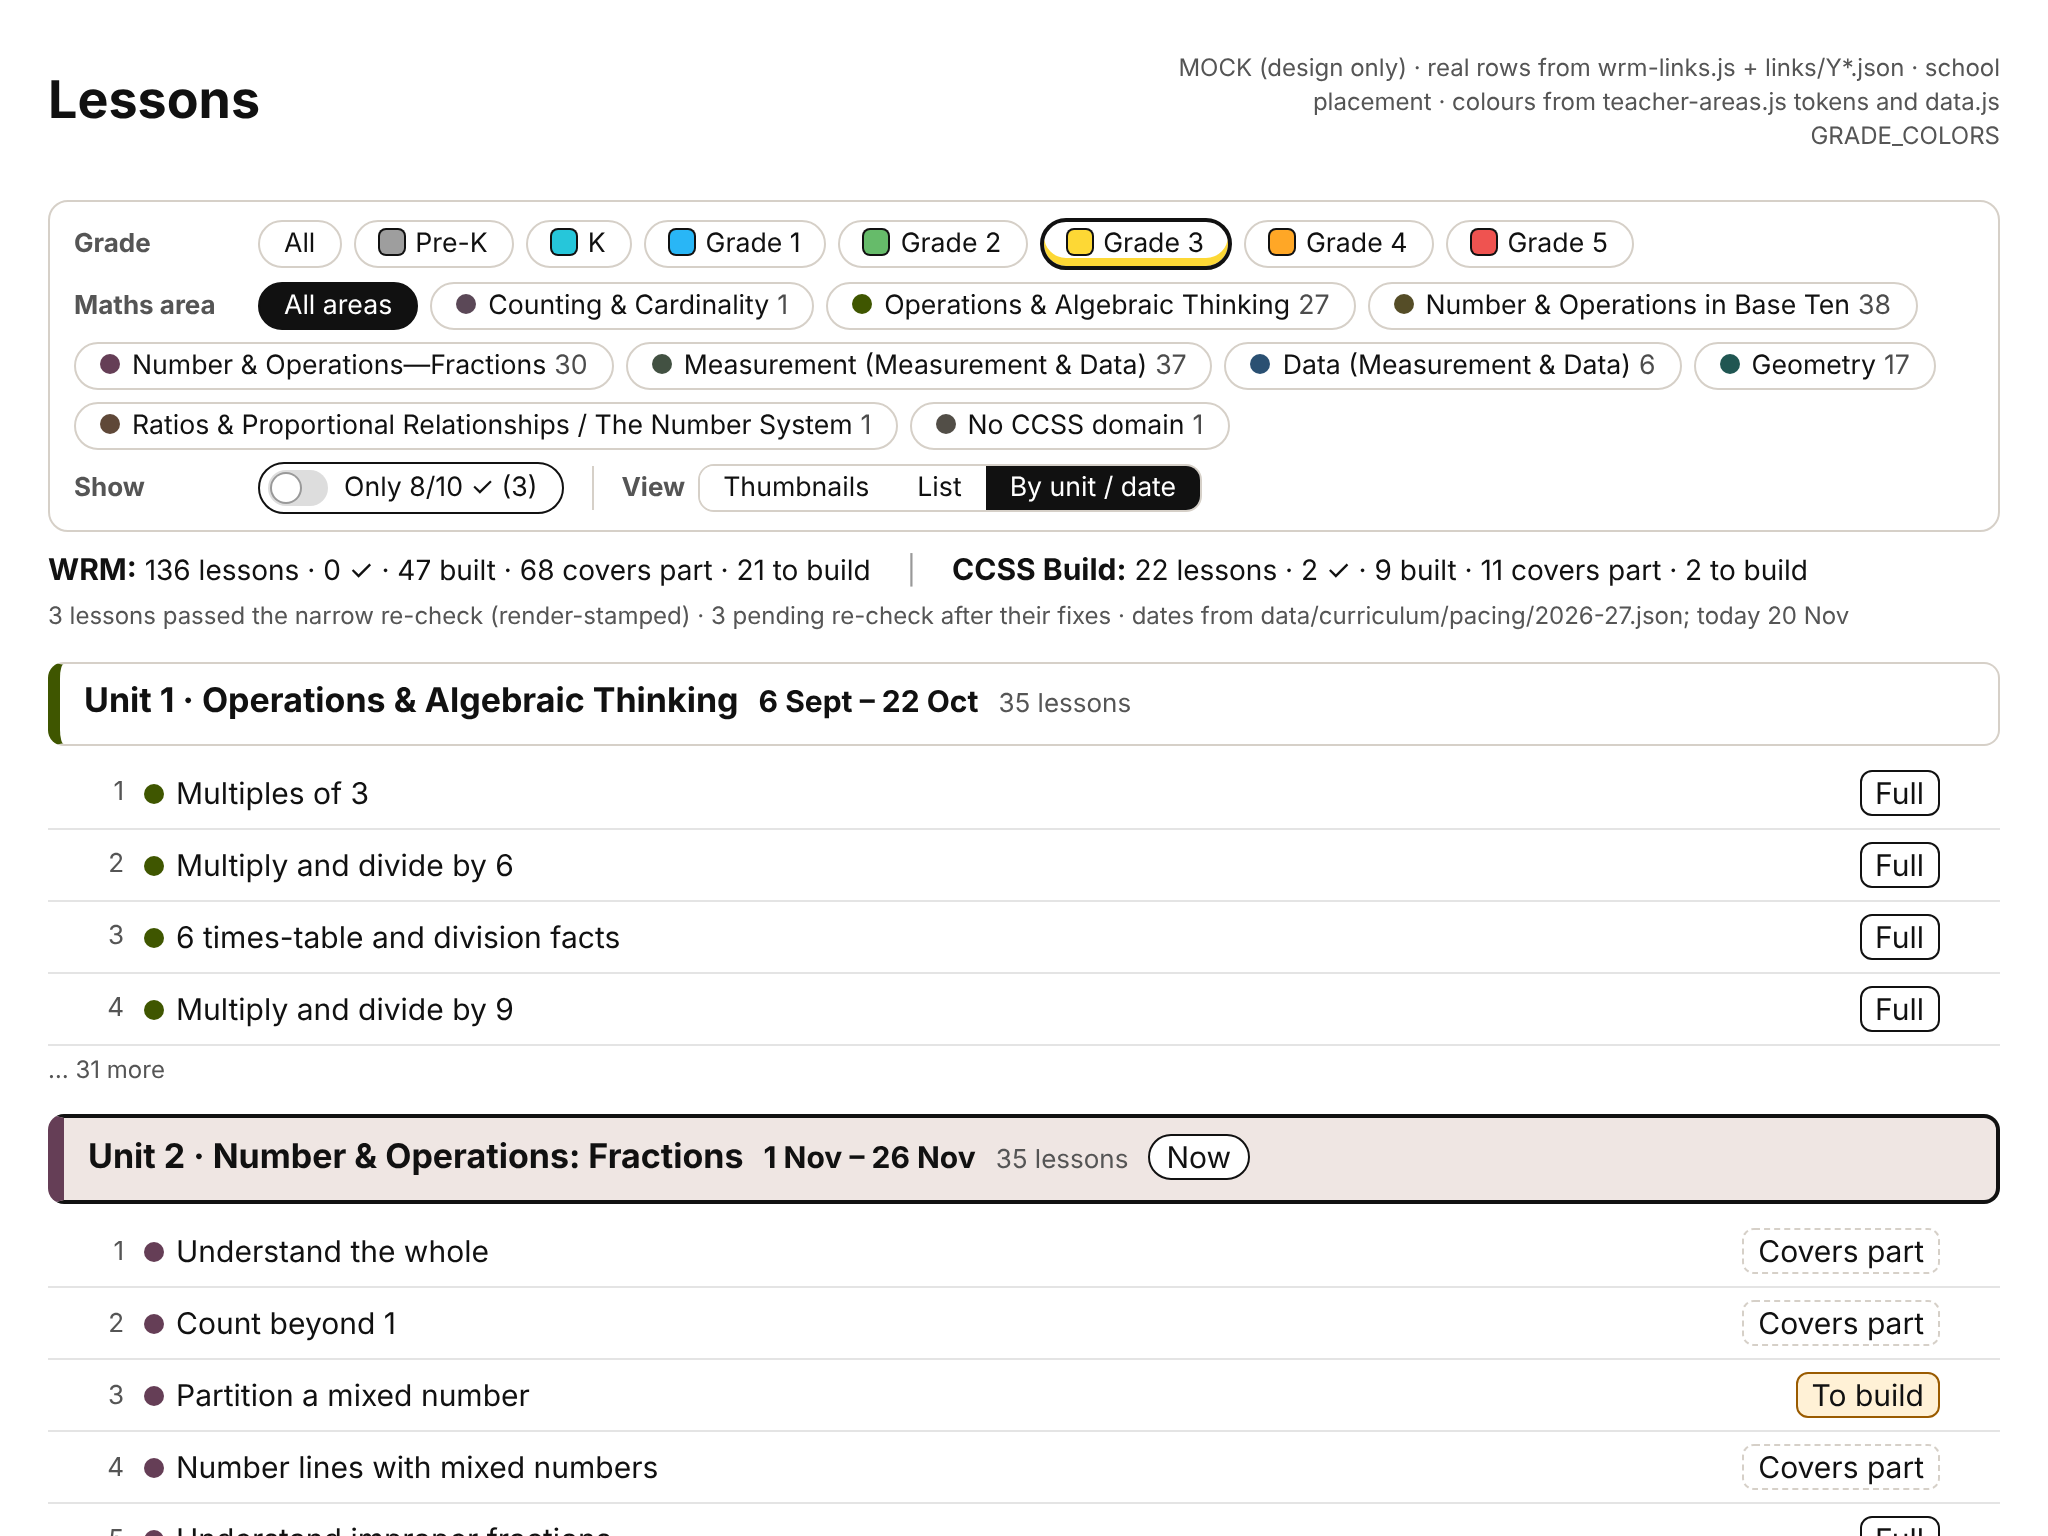 Lessons
MOCK (design only) · real rows from wrm-links.js + links/Y*.json · school
placement · colours from teacher-areas.js tokens and data.js
GRADE_COLORS
Grade All Pre-K K Grade 1 Grade 2 Grade 3 Grade 4 Grade 5
Maths area All areas Counting & Cardinality 1 Operations & Algebraic Thinking 27 Number & Operations in Base Ten 38
Number & Operations—Fractions 30 Measurement (Measurement & Data) 37 Data (Measurement & Data) 6 Geometry 17
Ratios & Proportional Relationships / The Number System 1 No CCSS domain 1
Show Only 8/10 ✓ (3) View Thumbnails List By unit / date
WRM: 136 lessons · 0 ✓ · 47 built · 68 covers part · 21 to build | CCSS Build: 22 lessons · 2 ✓ · 9 built · 11 covers part · 2 to build
3 lessons passed the narrow re-check (render-stamped) · 3 pending re-check after their fixes · dates from data/curriculum/pacing/2026-27.json; today 20 Nov
Unit 1 · Operations & Algebraic Thinking 6 Sept – 22 Oct 35 lessons
1 Multiples of 3 Full
2 Multiply and divide by 6 Full
3 6 times-table and division facts Full
4 Multiply and divide by 9 Full
... 31 more
Unit 2 · Number & Operations: Fractions 1 Nov – 26 Nov 35 lessons Now
1 Understand the whole Covers part
2 Count beyond 1 Covers part
3 Partition a mixed number To build
4 Number lines with mixed numbers Covers part
5 Understand improper fractions Full